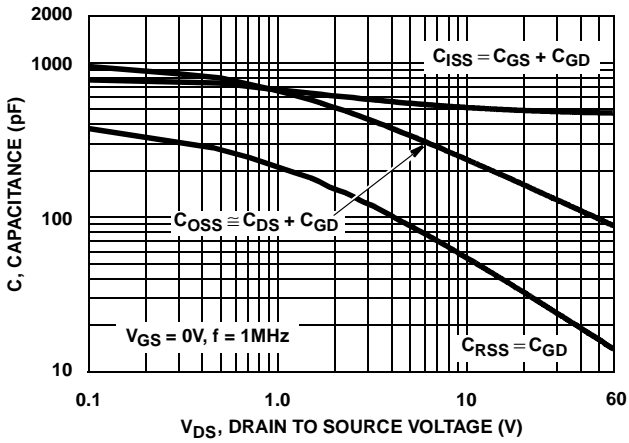 2000
1000
100
10
C, CAPACITANCE (pF)
CISS = CGS + CGD
COSS ≅ CDS + CGD
VGS = 0V, f = 1MHz
CRSS = CGD
0.1
1.0
10
60
VDS, DRAIN TO SOURCE VOLTAGE (V)